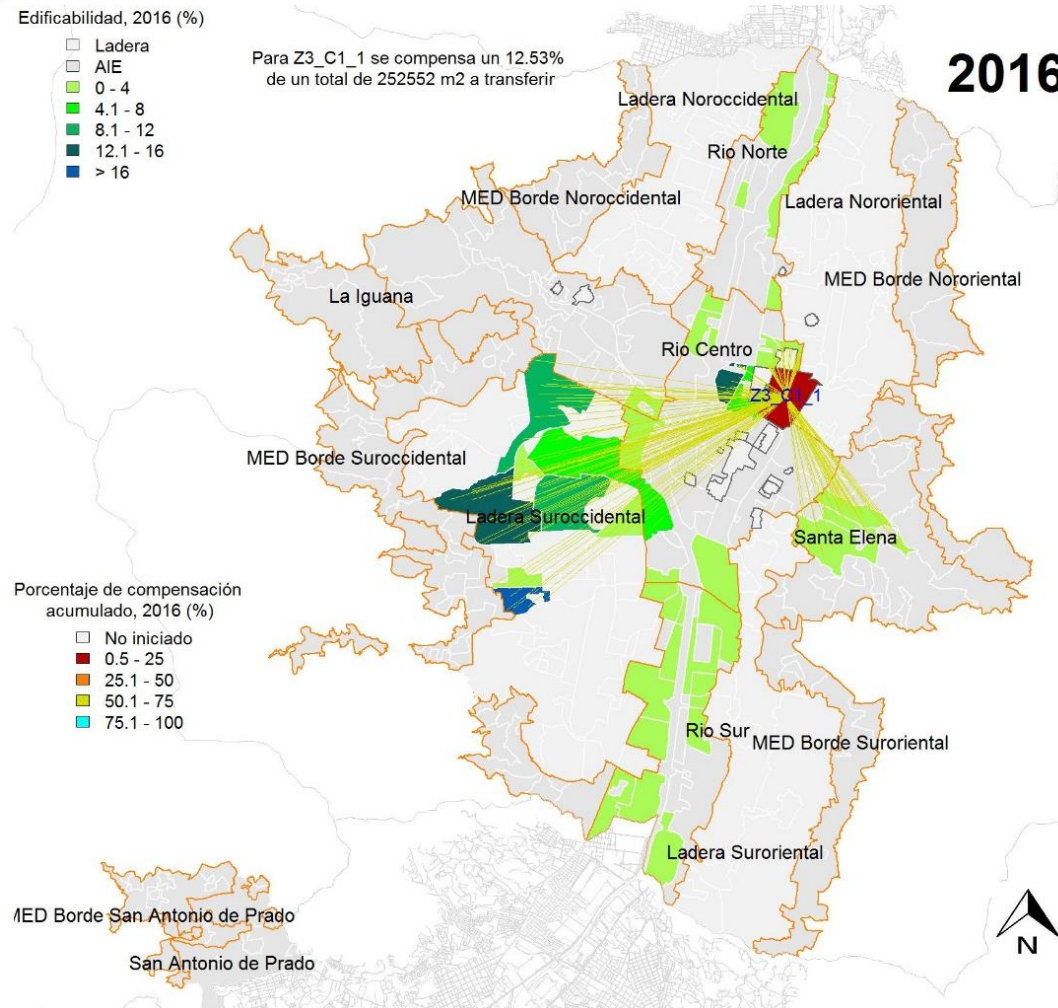 Edificabilidad, 2016 (%)
Ladera
AIE
0 - 4
4.1 - 8
8.1 - 12
12.1 - 16
> 16
Para Z3_C1_1 se compensa un 12.53%
de un total de 252552 m2 a transferir
2016
Ladera Noroccidental
Rio Norte
MED Borde Noroccidental
Ladera Nororiental
MED Borde Nororiental
La Iguana
Rio Centro
Z3_C1_1
MED Borde Suroccidental
Ladera Suroccidental
Santa Elena
Porcentaje de compensación
acumulado, 2016 (%)
No iniciado
0.5 - 25
25.1 - 50
50.1 - 75
75.1 - 100
Rio Sur
MED Borde Suroriental
Ladera Suroriental
MED Borde San Antonio de Prado
San Antonio de Prado
N